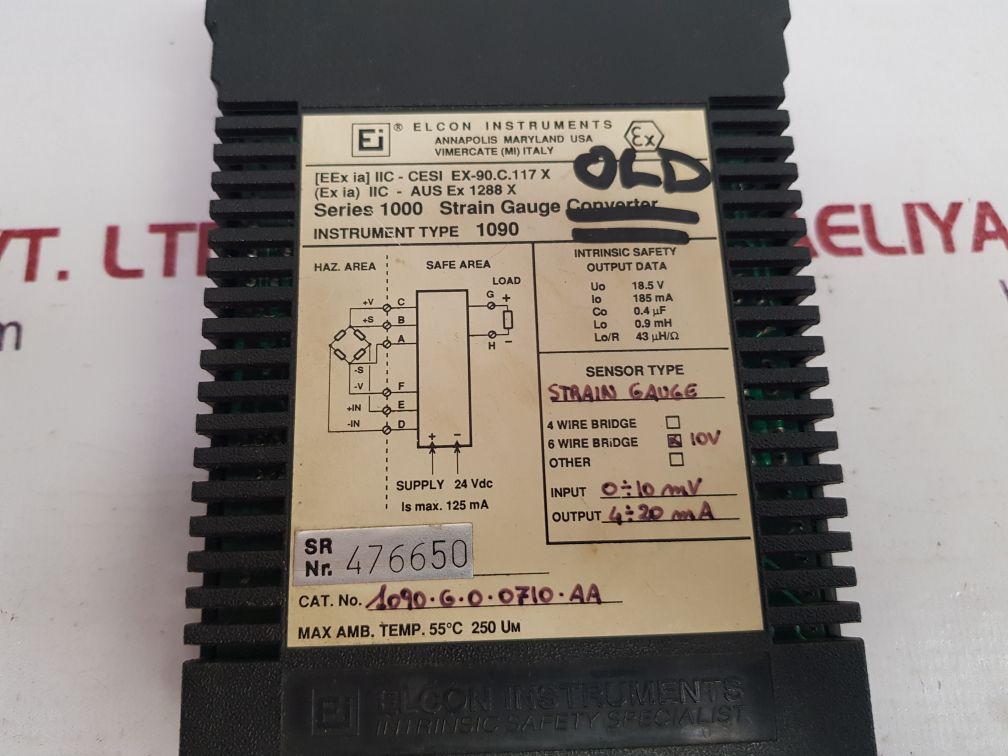 Ei ® ELCON INSTRUMENTS Ex
ANNAPOLIS MARYLAND USA
VIMERCATE (MI) ITALY
OLD
[EEx ia] IIC - CESI EX-90.C.117 X
(Ex ia) IIC - AUS Ex 1288 X
Series 1000 Strain Gauge Converter
INSTRUMENT TYPE 1090
HAZ. AREA SAFE AREA
LOAD
+V C G +
+S B
A
H -
-S
-V F
+IN E
-IN D
+ -
SUPPLY 24 Vdc
Is max. 125 mA
INTRINSIC SAFETY
OUTPUT DATA
Uo 18.5 V
Io 185 mA
Co 0.4 µF
Lo 0.9 mH
Lo/R 43 µH/Ω
SENSOR TYPE
STRAIN GAUGE
4 WIRE BRIDGE
6 WIRE BRiDGE 10V
OTHER
INPUT 0÷10 mV
OUTPUT 4÷20 mA
SR
Nr. 476650
CAT. No. 1090·G·0·0710·AA
MAX AMB. TEMP. 55°C 250 UM
Ei ELCON INSTRUMENTS
INTRINSIC SAFETY SPECIALIST
VT. LT
AELIYA
m